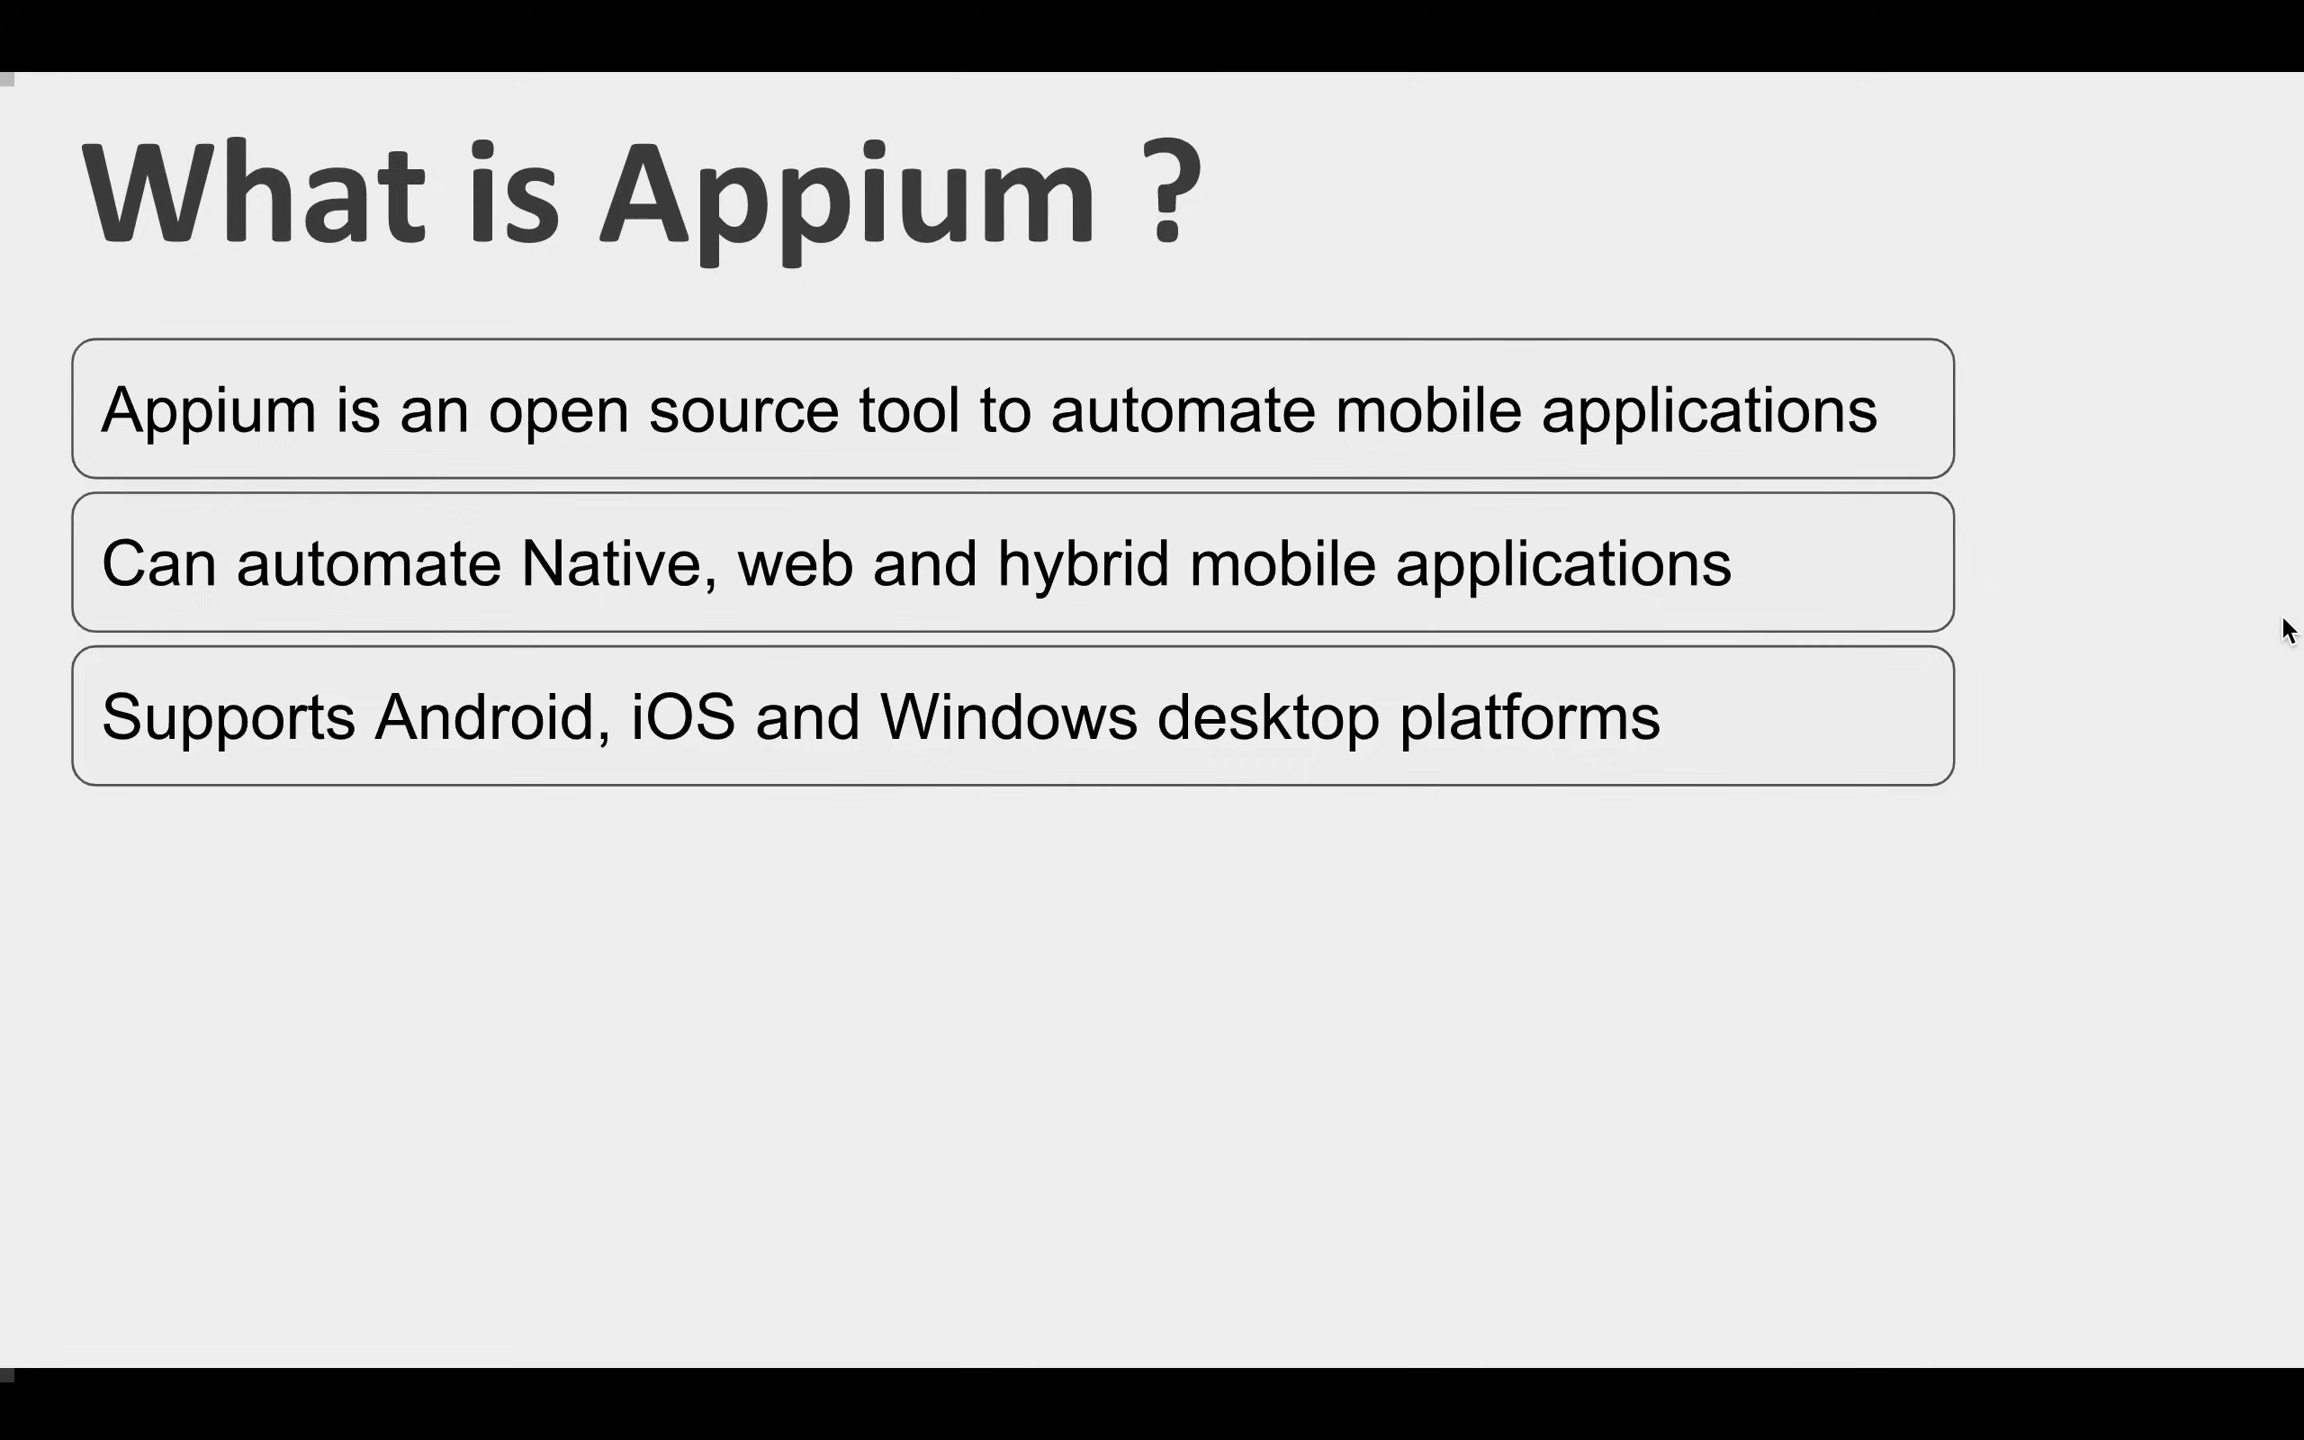 What is Appium ?
Appium is an open source tool to automate mobile applications
Can automate Native, web and hybrid mobile applications
Supports Android, iOS and Windows desktop platforms